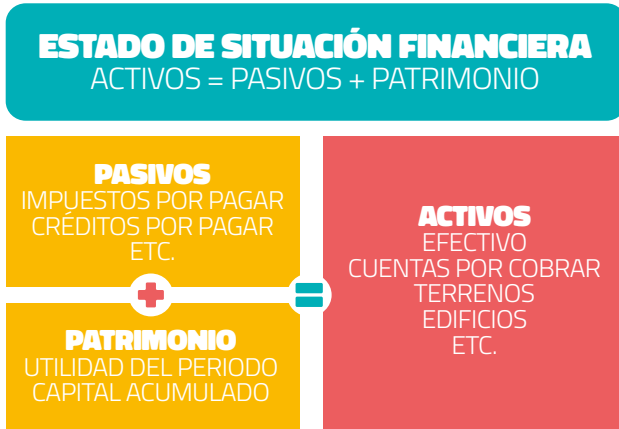 ESTADO DE SITUACIÓN FINANCIERA
ACTIVOS = PASIVOS + PATRIMONIO
PASIVOS
IMPUESTOS POR PAGAR
CRÉDITOS POR PAGAR
ETC.
+
PATRIMONIO
UTILIDAD DEL PERIODO
CAPITAL ACUMULADO
=
ACTIVOS
EFECTIVO
CUENTAS POR COBRAR
TERRENOS
EDIFICIOS
ETC.